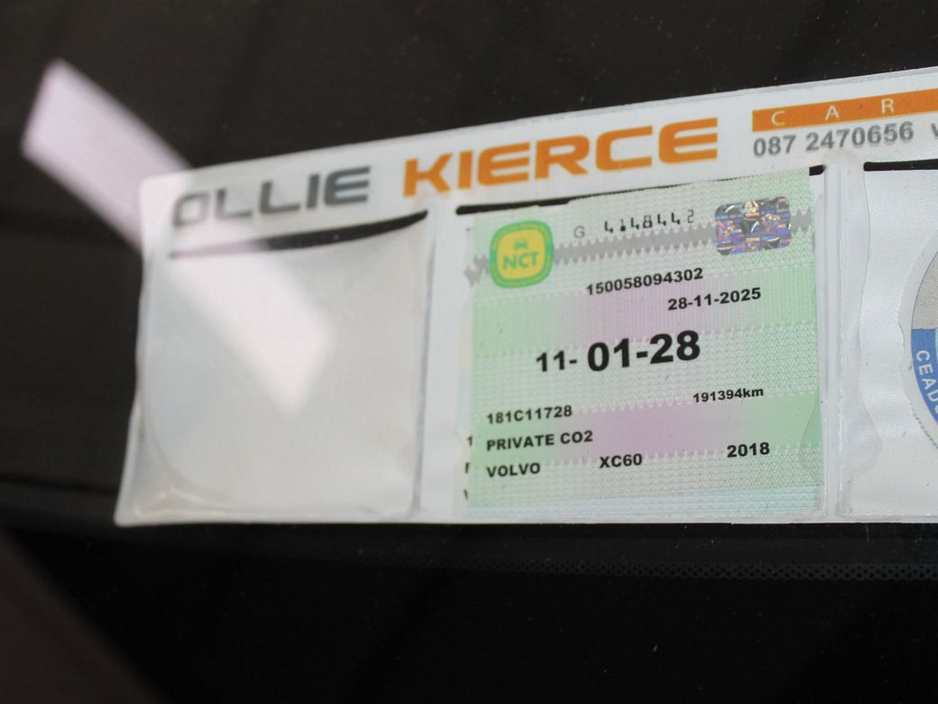 OLLIE KIERCE
CAR
087 2470656
NCT
G 4148442
150058094302
28-11-2025
11- 01-28
191394km
181C11728
PRIVATE CO2
VOLVO XC60 2018